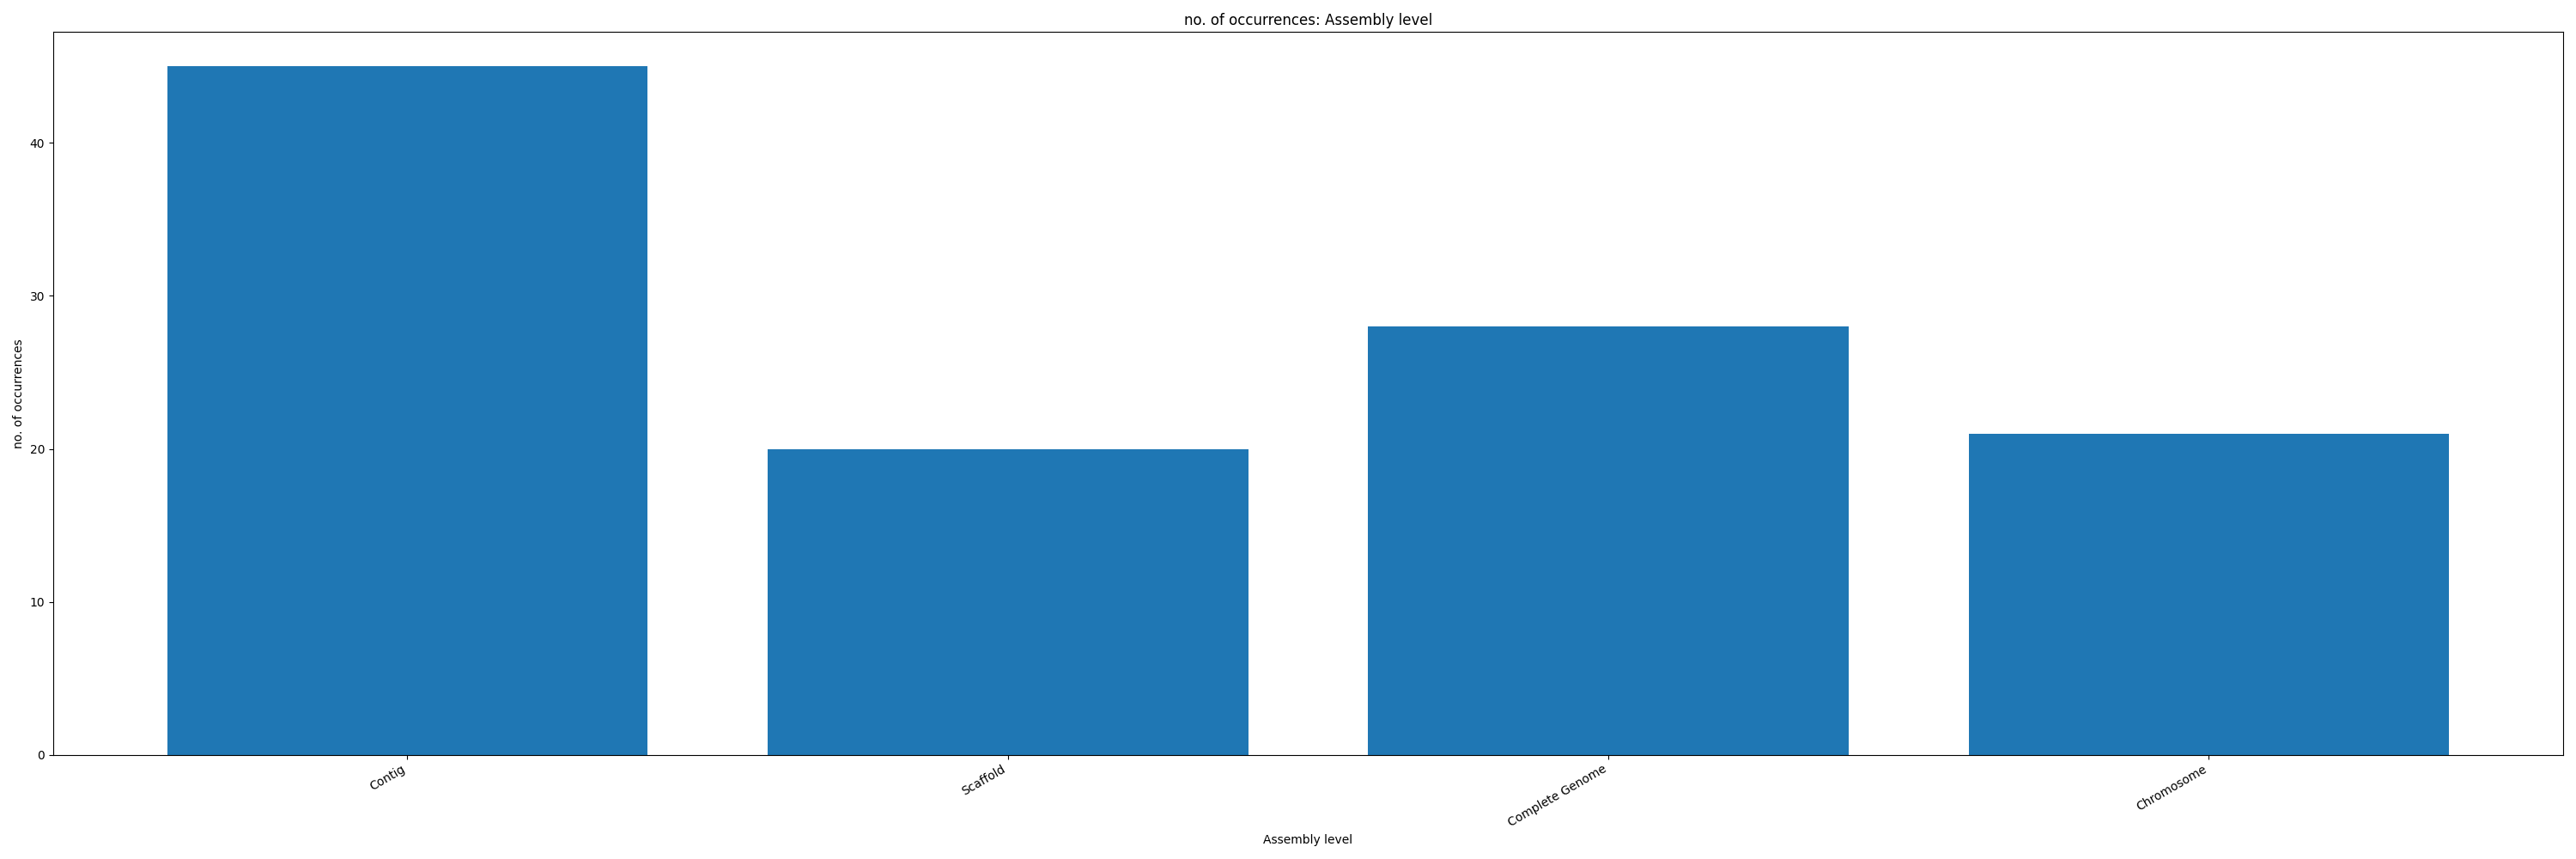 no. of occurrences: Assembly level
no. of occurrences
40
30
20
10
0
Contig
Scaffold
Complete Genome
Chromosome
Assembly level